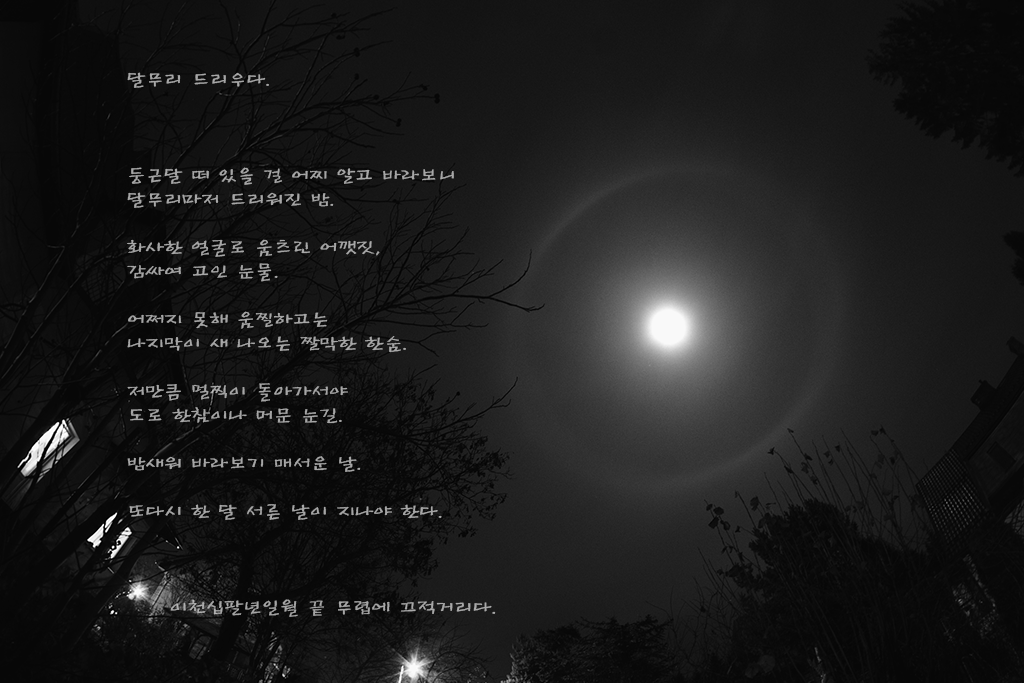 달무리 드리우다.
둥근달 떠 있을 걸 어찌 알고 바라보니
달무리마저 드리워진 밤.
화사한 얼굴로 움츠린 어깻짓,
감싸여 고인 눈물.
어쩌지 못해 움찔하고는
나지막이 새 나오는 짤막한 한숨.
저만큼 멀찍이 돌아가서야
도로 한참이나 머문 눈길.
밤새워 바라보기 매서운 날.
또다시 한 달 서른 날이 지나야 한다.
이천십팔년일월 끝 무렵에 끄적거리다.